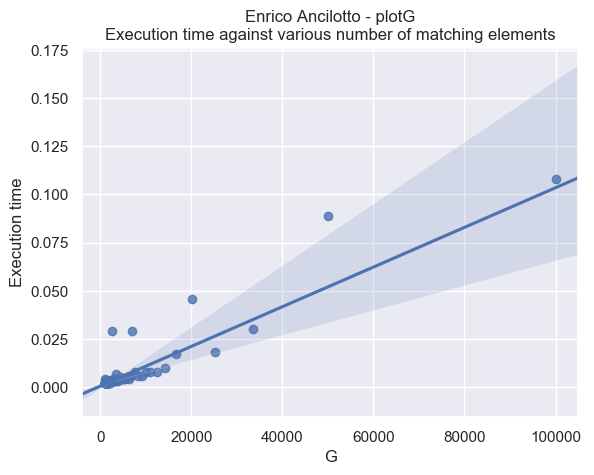 Enrico Ancilotto - plotG
Execution time against various number of matching elements
0.175
0.150
0.125
0.100
0.075
0.050
0.025
0.000
Execution time
0 20000 40000 60000 80000 100000
G